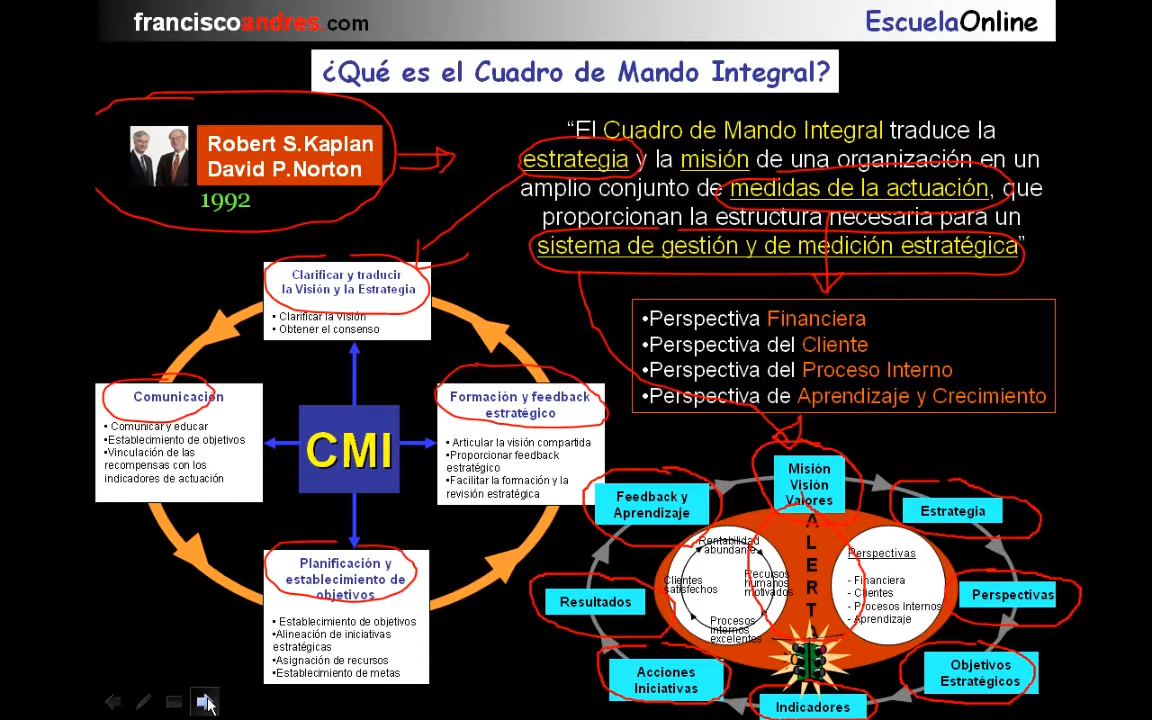 franciscoandres.com
EscuelaOnline
¿Qué es el Cuadro de Mando Integral?
Robert S.Kaplan
David P.Norton
1992
“El Cuadro de Mando Integral traduce la
estrategia y la misión de una organización en un
amplio conjunto de medidas de la actuación, que
proporcionan la estructura necesaria para un
sistema de gestión y de medición estratégica”
Clarificar y traducir
la Visión y la Estrategia
• Clarificar la visión
• Obtener el consenso
Comunicación
• Comunicar y educar
•Establecimiento de objetivos
•Vinculación de las
recompensas con los
indicadores de actuación
CMI
Formación y feedback
estratégico
• Articular la visión compartida
•Proporcionar feedback
estratégico
• Facilitar la formación y la
revisión estratégica
Planificación y
establecimiento de
objetivos
• Establecimiento de objetivos
•Alineación de iniciativas
estratégicas
•Asignación de recursos
•Establecimiento de metas
•Perspectiva Financiera
•Perspectiva del Cliente
•Perspectiva del Proceso Interno
•Perspectiva de Aprendizaje y Crecimiento
Misión
Visión
Valores
Feedback y
Aprendizaje
Estrategia
Resultados
Perspectivas
Acciones
Iniciativas
Objetivos
Estratégicos
Indicadores
Rentabilidad
abundante
Clientes
satisfechos
Recursos
humanos
motivados
Procesos
internos
excelentes
ALERTA
Perspectivas
- Financiera
- Clientes
- Procesos Internos
- Aprendizaje